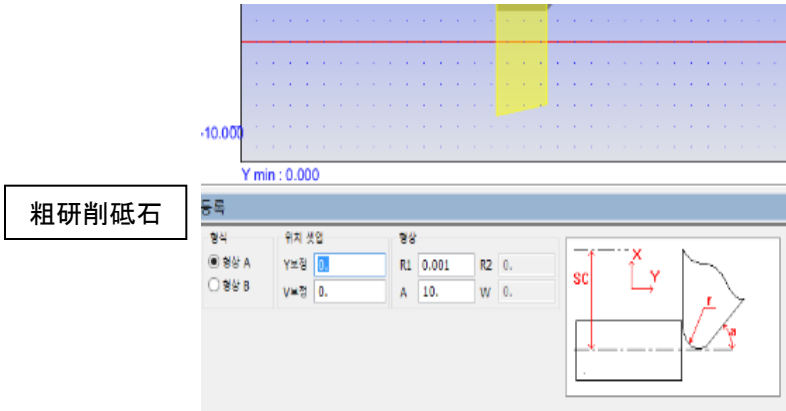 -10.000
Y min : 0.000
粗研削砥石
등록
형식
위치 셋업
형상
형상 A
Y보정
0.
R1
0.001
R2
0.
형상 B
V보정
0.
A
10.
W
0.
SC
X
Y
r
a